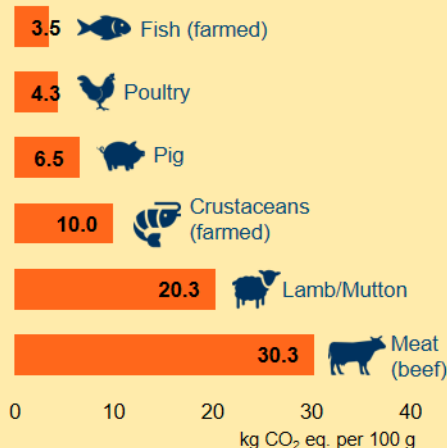 3.5 Fish (farmed)
4.3 Poultry
6.5 Pig
10.0 Crustaceans
(farmed)
20.3 Lamb/Mutton
30.3 Meat
(beef)
0 10 20 30 40
kg CO₂ eq. per 100 g